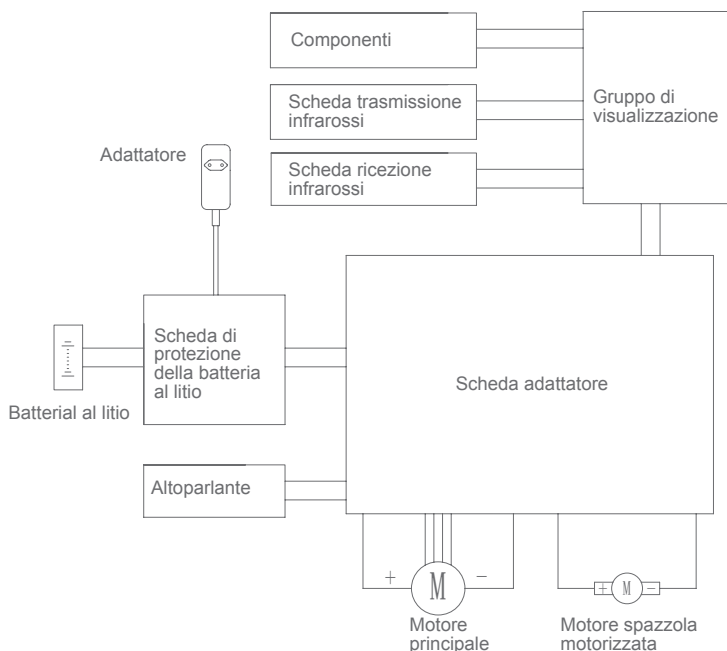 Componenti
Scheda trasmissione
infrarossi
Scheda ricezione
infrarossi
Gruppo di
visualizzazione
Adattatore
Scheda di
protezione
della batteria
al litio
Batterial al litio
Scheda adattatore
Altoparlante
+ M -
Motore
principale
+ M -
Motore spazzola
motorizzata